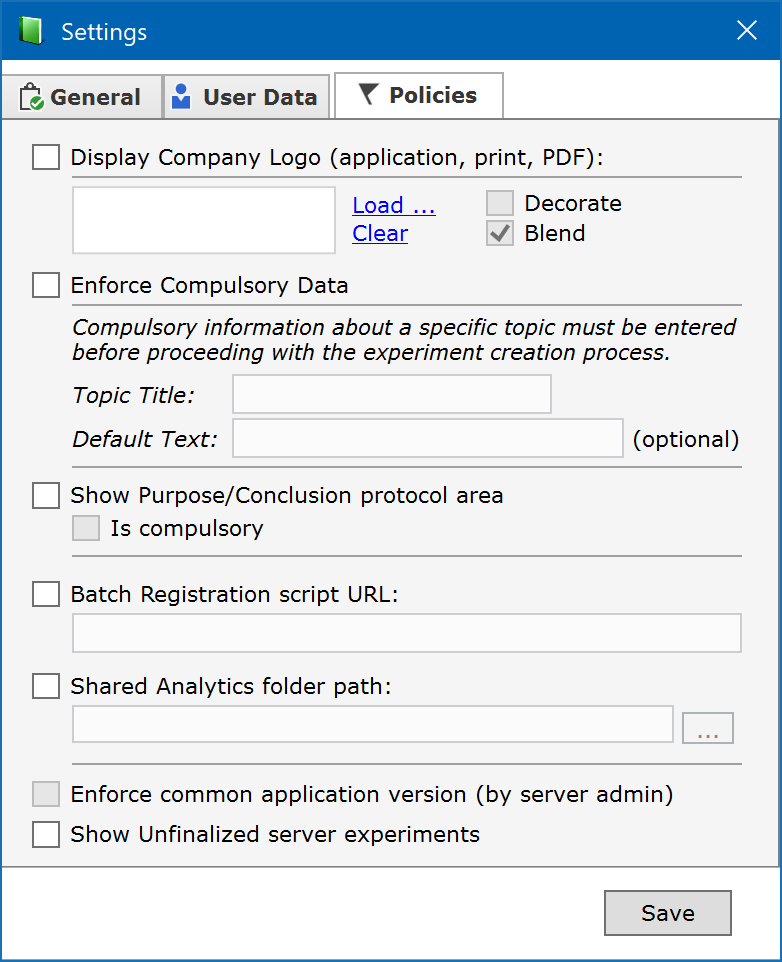 Settings
General User Data Policies
Display Company Logo (application, print, PDF):
Load ... Decorate
Clear Blend
Enforce Compulsory Data
Compulsory information about a specific topic must be entered
before proceeding with the experiment creation process.
Topic Title:
Default Text: (optional)
Show Purpose/Conclusion protocol area
Is compulsory
Batch Registration script URL:
Shared Analytics folder path:
...
Enforce common application version (by server admin)
Show Unfinalized server experiments
Save